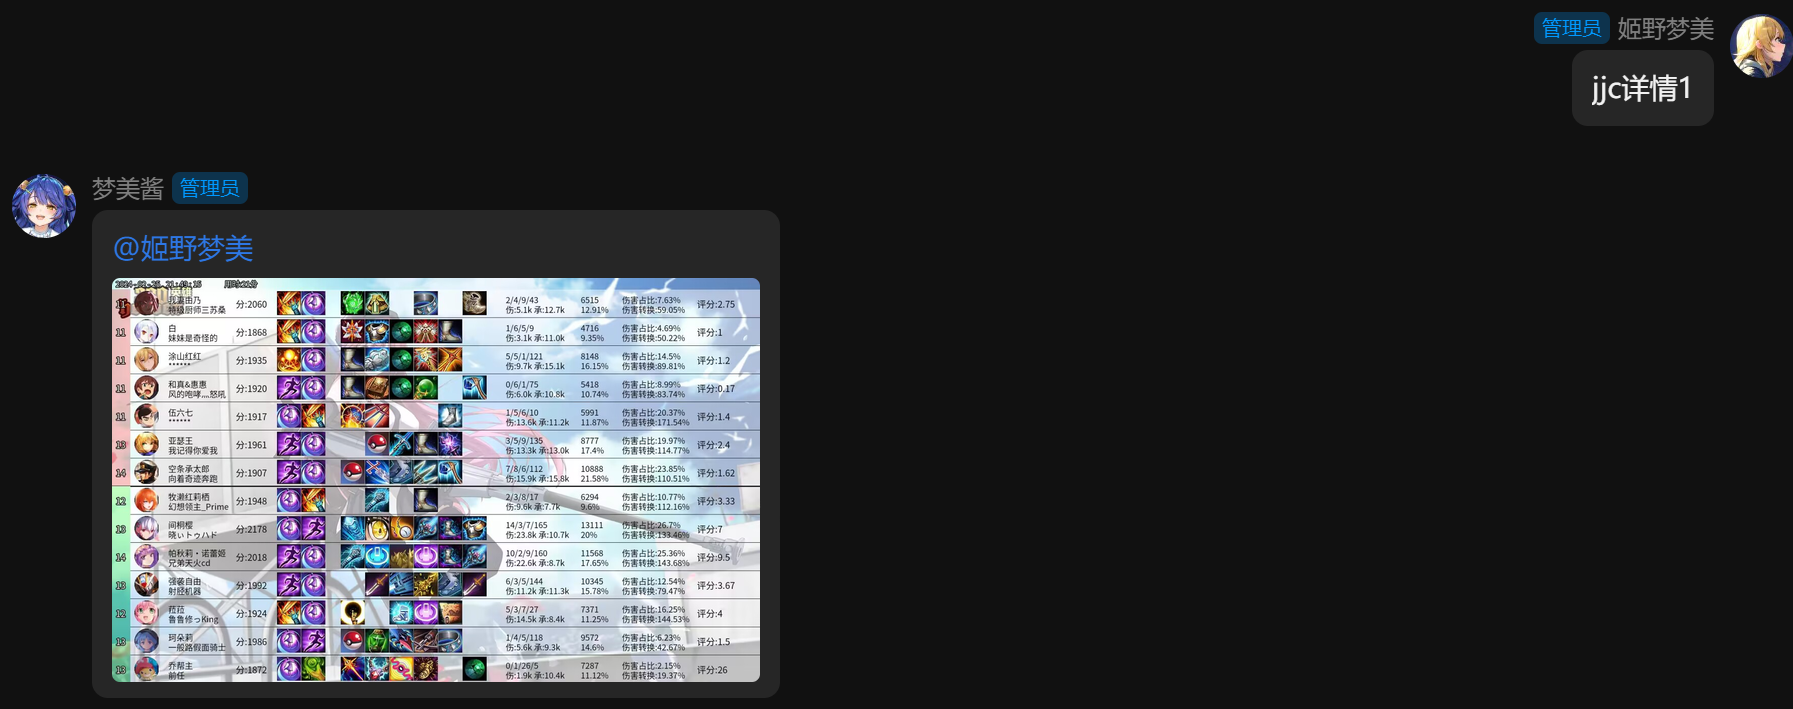 管理员 姬野梦美
jjc详情1
梦美酱 管理员
@姬野梦美
用时21分
我妻由乃 分:2060 2/4/9/43 6515 伤害占比:7.63% 评分:2.75
特级厨师三苏桑 伤:5.1k 承:12.7k 12.91% 伤害转换:59.05%
11 白 分:1868 1/6/5/9 4716 伤害占比:4.69% 评分:1
妹妹是奇怪的 伤:3.1k 承:11.0k 9.35% 伤害转换:50.22%
11 涂山红红 分:1935 5/5/1/121 8148 伤害占比:14.5% 评分:1.2
****** 伤:9.7k 承:15.1k 16.15% 伤害转换:89.81%
11 和真&惠惠 分:1920 0/6/1/75 5418 伤害占比:8.99% 评分:0.17
风的咆哮灬怒吼 伤:6.0k 承:10.8k 10.74% 伤害转换:83.74%
11 伍六七 分:1917 1/5/6/10 5991 伤害占比:20.37% 评分:1.4
****** 伤:13.6k 承:11.2k 11.87% 伤害转换:171.54%
13 亚瑟王 分:1961 3/5/9/135 8777 伤害占比:19.97% 评分:2.4
我记得你爱我 伤:13.3k 承:13.0k 17.4% 伤害转换:114.77%
14 空条承太郎 分:1907 7/8/6/112 10888 伤害占比:23.85% 评分:1.62
向着奇迹奔跑 伤:15.9k 承:15.8k 21.58% 伤害转换:110.51%
12 牧濑红莉栖 分:1948 2/3/8/17 6294 伤害占比:10.77% 评分:3.33
幻想领主_Prime 伤:9.6k 承:7.7k 9.6% 伤害转换:112.16%
13 间桐樱 分:2178 14/3/7/165 13111 伤害占比:26.7% 评分:7
晓いトゥハド 伤:23.8k 承:10.7k 20% 伤害转换:133.46%
14 帕秋莉·诺蕾姬 分:2018 10/2/9/160 11568 伤害占比:25.36% 评分:9.5
兄弟天火cd 伤:22.6k 承:8.7k 17.65% 伤害转换:143.68%
13 强袭自由 分:1992 6/3/5/144 10345 伤害占比:12.54% 评分:3.67
射腔机器 伤:11.2k 承:11.3k 15.78% 伤害转换:79.47%
12 菈菈 分:1924 5/3/7/27 7371 伤害占比:16.25% 评分:4
鲁鲁修っKing 伤:14.5k 承:8.4k 11.25% 伤害转换:144.53%
13 珂朵莉 分:1986 1/4/5/118 9572 伤害占比:6.23% 评分:1.5
一般路假面骑士 伤:5.6k 承:9.3k 14.6% 伤害转换:42.67%
13 乔帮主 分:1872 0/1/26/5 7287 伤害占比:2.15% 评分:26
前任 伤:1.9k 承:10.4k 11.12% 伤害转换:19.37%